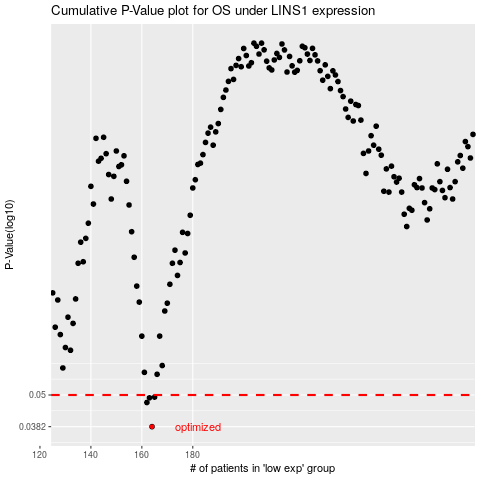 Cumulative P-Value plot for OS under LINS1 expression
P-Value(log10)
0.05
0.0382
optimized
120 140 160 180
# of patients in 'low exp' group